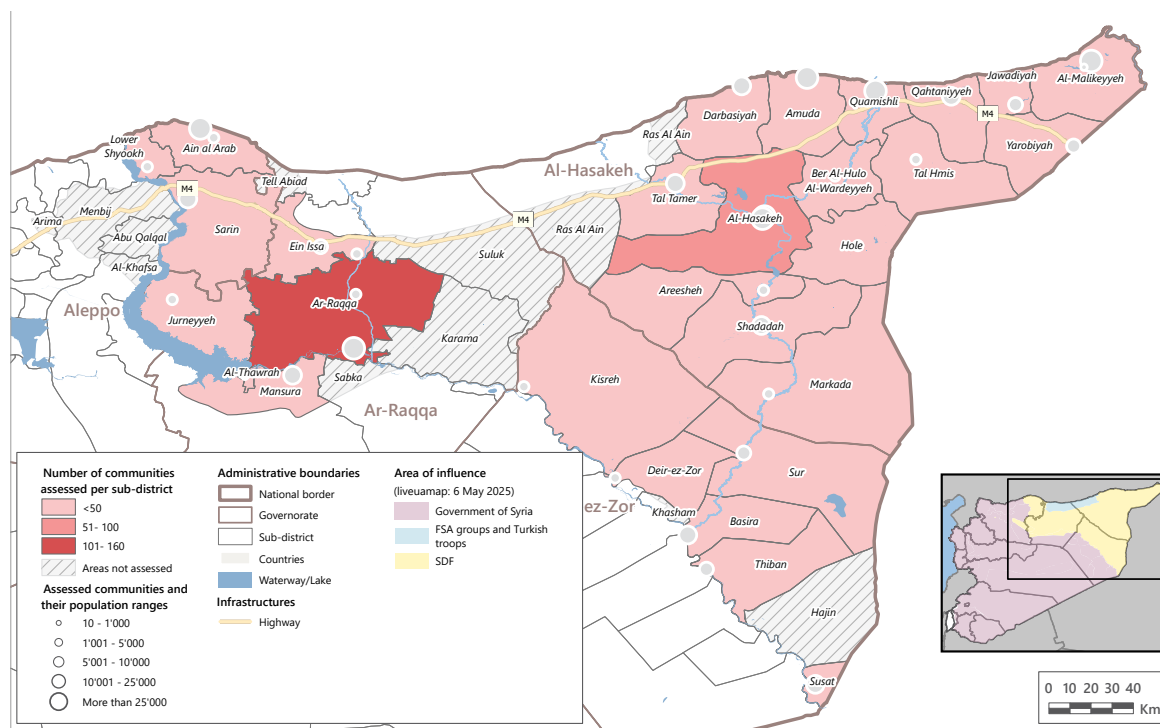 Jawadiyah
Al-Malikeyyeh
Qahtaniyyeh
Quamishli
M4
Amuda
Darbasiyah
Ras Al Ain
Yarobiyah
Lower
Shyookh
Ain al Arab
Al-Hasakeh
Ber Al-Hulo
Al-Wardeyyeh
Tal Hmis
Tell Abiad
M4
Tal Tamer
Menbij
Arima
Abu Qalqal
Sarin
M4
Al-Hasakeh
Ras Al Ain
Ein Issa
Hole
Suluk
Al-Khafsa
Areesheh
Aleppo
Jurneyyeh
Ar-Raqqa
Shadadah
Karama
Al-Thawrah
Mansura
Sabka
Kisreh
Markada
Ar-Raqqa
Deir-ez-Zor
Sur
ez-Zor
Khasham
Basira
Thiban
Hajin
Susat
Number of communities
assessed per sub-district
<50
51- 100
101- 160
Areas not assessed
Assessed communities and
their population ranges
10 - 1'000
1'001 - 5'000
5'001 - 10'000
10'001 - 25'000
More than 25'000
Administrative boundaries
National border
Governorate
Sub-district
Countries
Waterway/Lake
Infrastructures
Highway
Area of influence
(liveuamap: 6 May 2025)
Government of Syria
FSA groups and Turkish
troops
SDF
0 10 20 30 40
Km